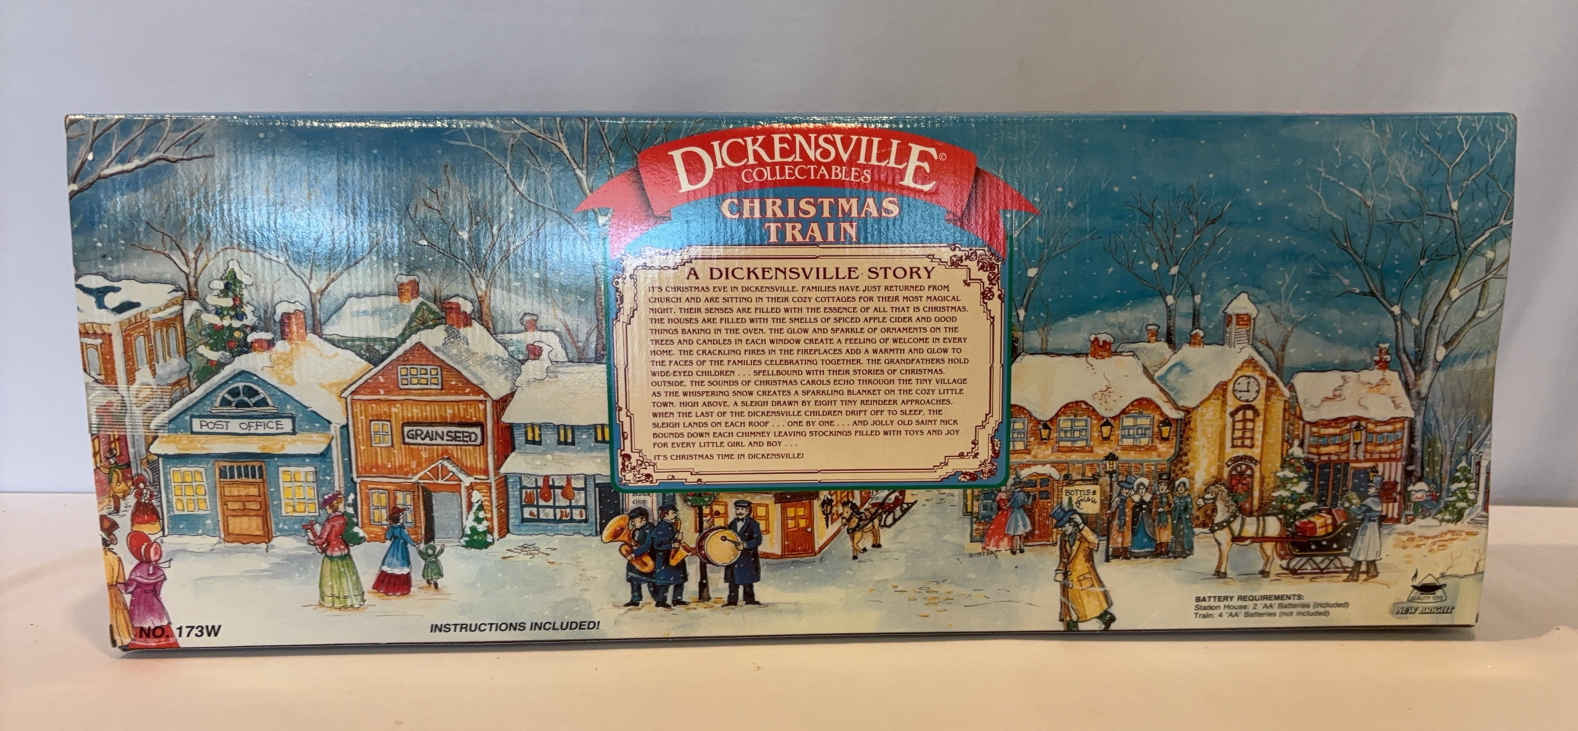 DICKENSVILLE©
COLLECTABLES
CHRISTMAS
TRAIN
A DICKENSVILLE STORY
IT'S CHRISTMAS EVE IN DICKENSVILLE. FAMILIES HAVE JUST RETURNED FROM
CHURCH AND ARE SITTING IN THEIR COZY COTTAGES FOR THEIR MOST MAGICAL
NIGHT. THEIR SENSES ARE FILLED WITH THE ESSENCE OF ALL THAT IS CHRISTMAS.
THE HOUSES ARE FILLED WITH THE SMELLS OF SPICED APPLE CIDER AND GOOD
THINGS BAKING IN THE OVEN. THE GLOW AND SPARKLE OF ORNAMENTS ON THE
TREES AND CANDLES IN EACH WINDOW CREATE A FEELING OF WELCOME IN EVERY
HOME. THE CRACKLING FIRES IN THE FIREPLACES ADD A WARMTH AND GLOW TO
THE FACES OF THE FAMILIES CELEBRATING TOGETHER. THE GRANDFATHERS HOLD
WIDE-EYED CHILDREN . . . SPELLBOUND WITH THEIR STORIES OF CHRISTMAS.
OUTSIDE, THE SOUNDS OF CHRISTMAS CAROLS ECHO THROUGH THE TINY VILLAGE
AS THE WHISPERING SNOW CREATES A SPARKLING BLANKET ON THE COZY LITTLE
TOWN. HIGH ABOVE, A SLEIGH DRAWN BY EIGHT TINY REINDEER APPROACHES.
WHEN THE LAST OF THE DICKENSVILLE CHILDREN DRIFT OFF TO SLEEP, THE
SLEIGH LANDS ON EACH ROOF . . . ONE BY ONE . . . AND JOLLY OLD SAINT NICK
BOUNDS DOWN EACH CHIMNEY LEAVING STOCKINGS FILLED WITH TOYS AND JOY
FOR EVERY LITTLE GIRL AND BOY . . .
IT'S CHRISTMAS TIME IN DICKENSVILLE!
POST OFFICE
GRAIN SEED
NO. 173W
INSTRUCTIONS INCLUDED!
BATTERY REQUIREMENTS:
Station House: 2 'AA' Batteries (included)
Train: 4 "AA" Batteries (not included)
NEW BRIGHT